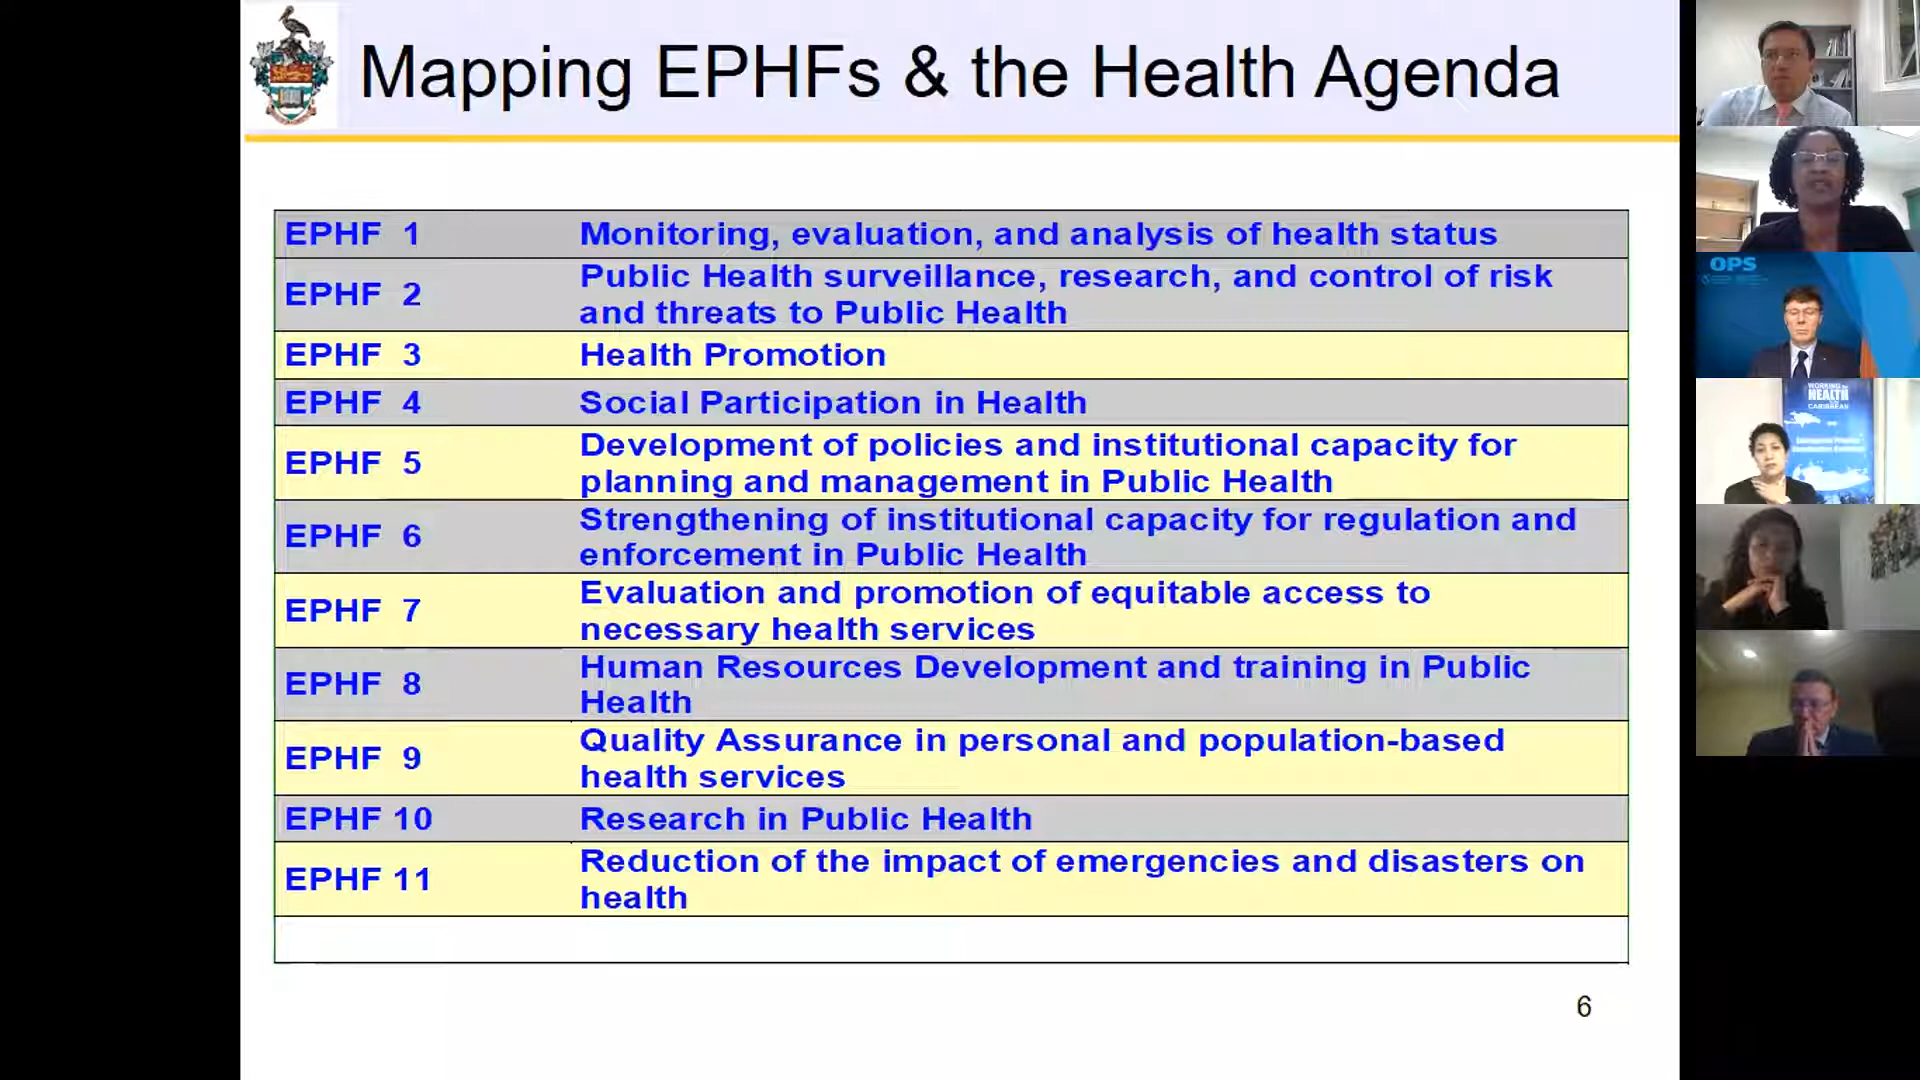 Mapping EPHFs & the Health Agenda
EPHF 1
Monitoring, evaluation, and analysis of health status
EPHF 2
Public Health surveillance, research, and control of risk
and threats to Public Health
EPHF 3
Health Promotion
EPHF 4
Social Participation in Health
EPHF 5
Development of policies and institutional capacity for
planning and management in Public Health
EPHF 6
Strengthening of institutional capacity for regulation and
enforcement in Public Health
EPHF 7
Evaluation and promotion of equitable access to
necessary health services
EPHF 8
Human Resources Development and training in Public
Health
EPHF 9
Quality Assurance in personal and population-based
health services
EPHF 10
Research in Public Health
EPHF 11
Reduction of the impact of emergencies and disasters on
health
6
OPS
WORKING
HEALTH
CARIBBEAN